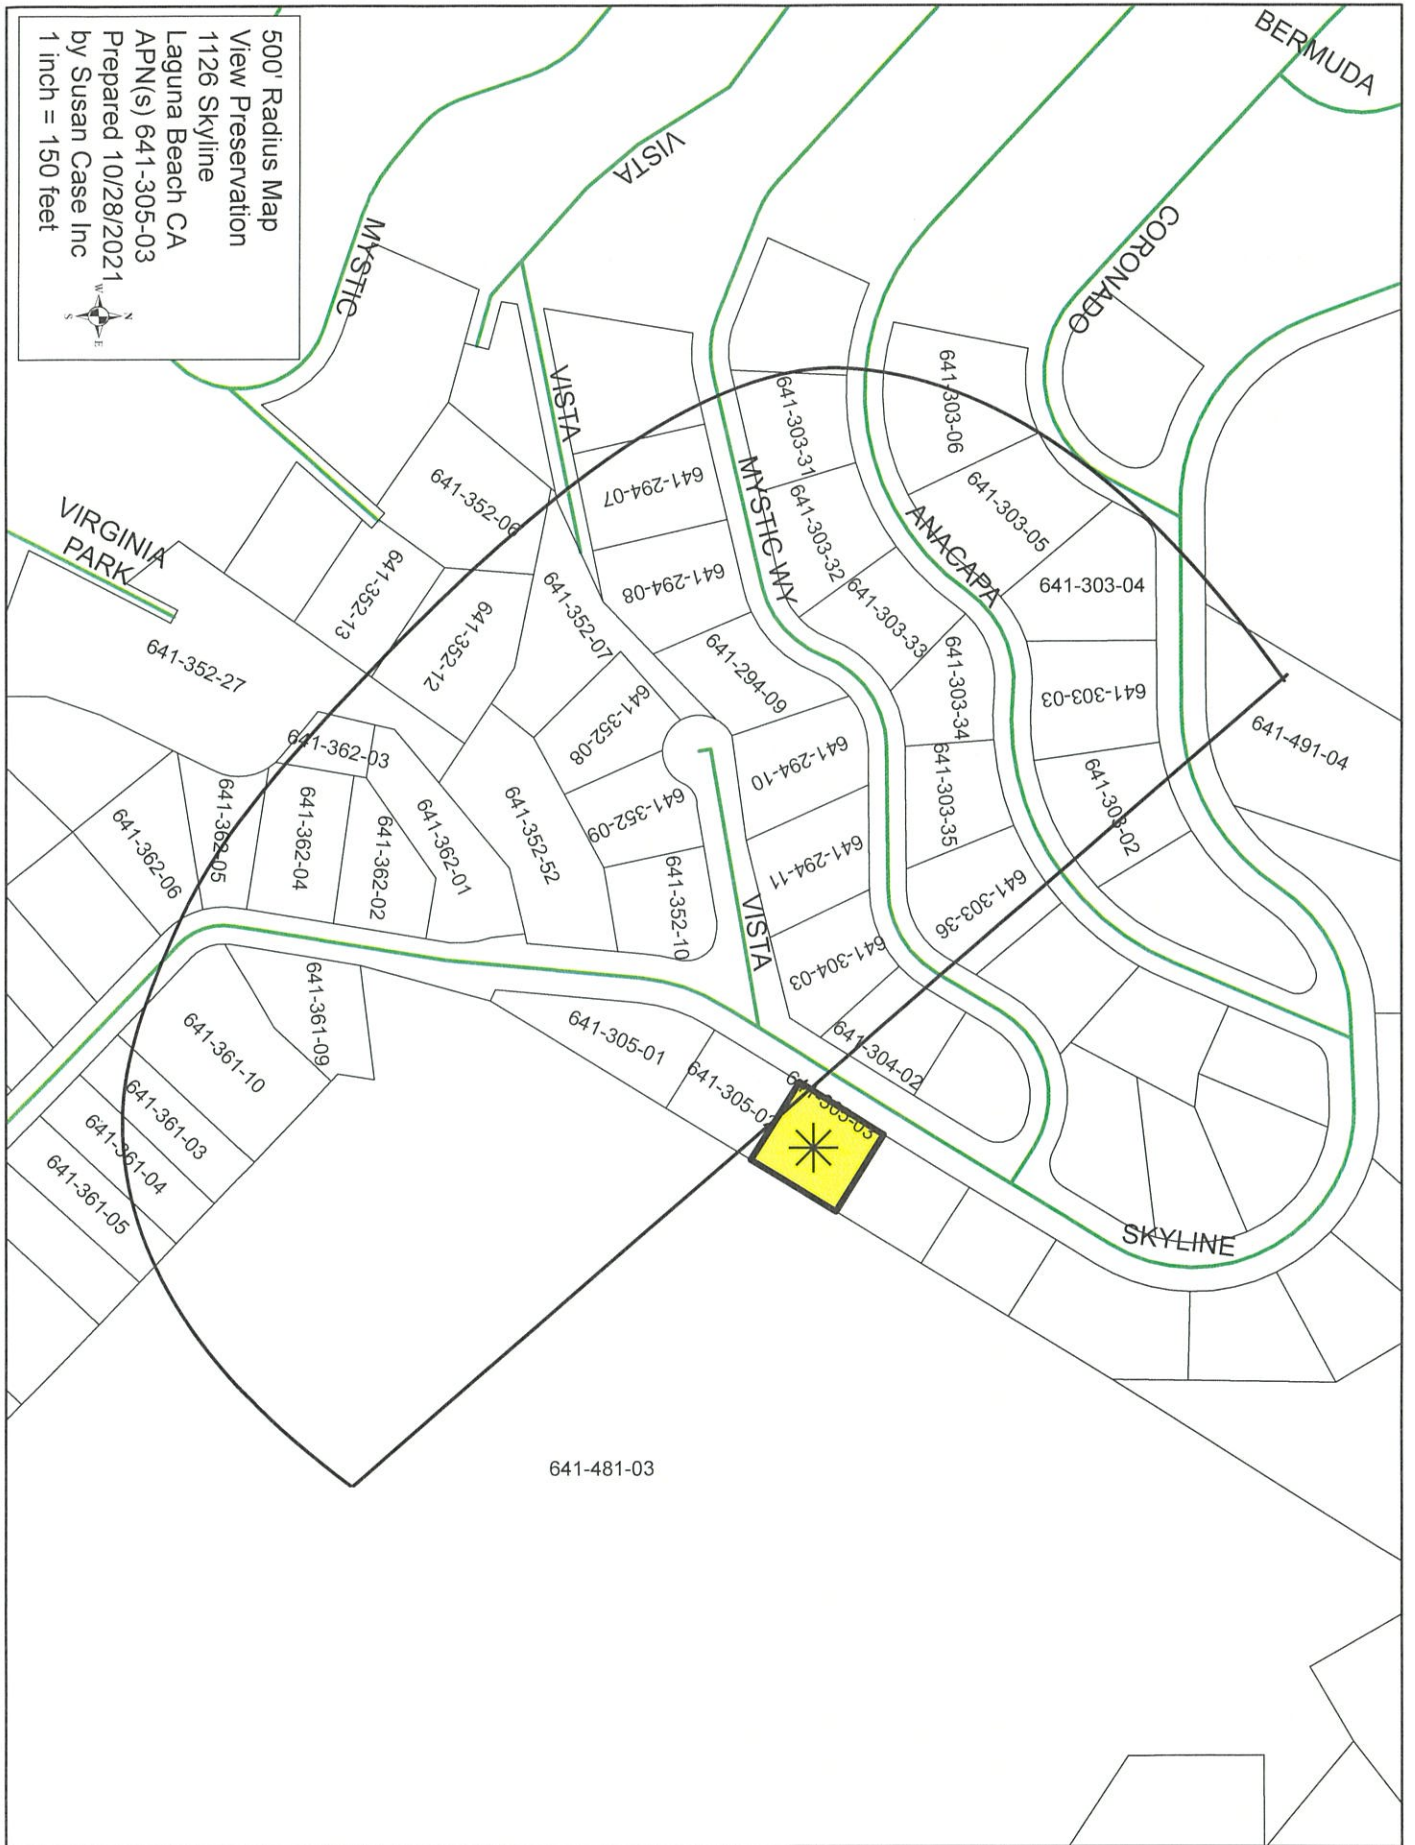 500' Radius Map
View Preservation
1126 Skyline
Laguna Beach CA
APN(s) 641-305-03
Prepared 10/28/2021
by Susan Case Inc
1 inch = 150 feet
N
E
S
W
BERMUDA
VISTA
CORONADO
MYSTIC
VISTA
641-303-06
641-303-31
641-294-07
MYSTIC WY
641-352-06
641-303-05
641-303-32
ANACAPA
VIRGINIA
PARK
641-303-04
641-294-08
641-352-13
641-352-07
641-303-33
641-352-12
641-352-27
641-294-09
641-303-34
641-303-03
641-352-08
641-362-03
641-491-04
641-294-10
641-303-35
641-303-02
641-352-09
641-352-52
641-362-01
641-362-05
641-362-04
641-362-02
641-362-06
641-294-11
641-303-36
641-352-10
VISTA
641-304-03
641-361-09
641-305-01
641-361-10
641-304-02
641-305-02
641-305-03
641-361-03
641-361-04
641-361-05
SKYLINE
641-481-03